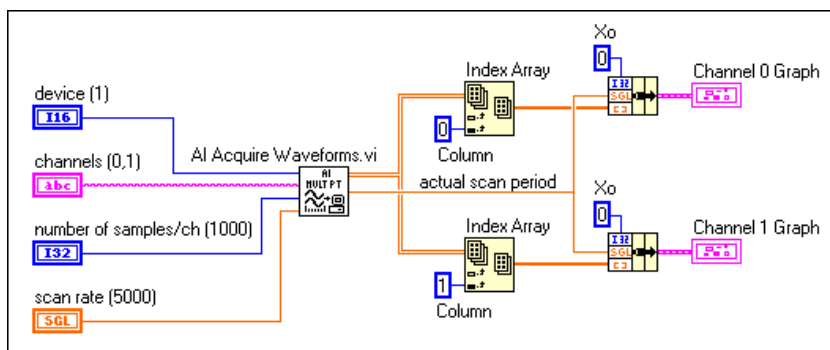 device (1)
I16
channels (0,1)
abc
number of samples/ch (1000)
I32
scan rate (5000)
SGL
AI Acquire Waveforms.vi
AI
MULT PT
Index Array
0
Column
actual scan period
Index Array
1
Column
Xo
0
I32
SGL
Channel 0 Graph
Xo
0
I32
SGL
Channel 1 Graph